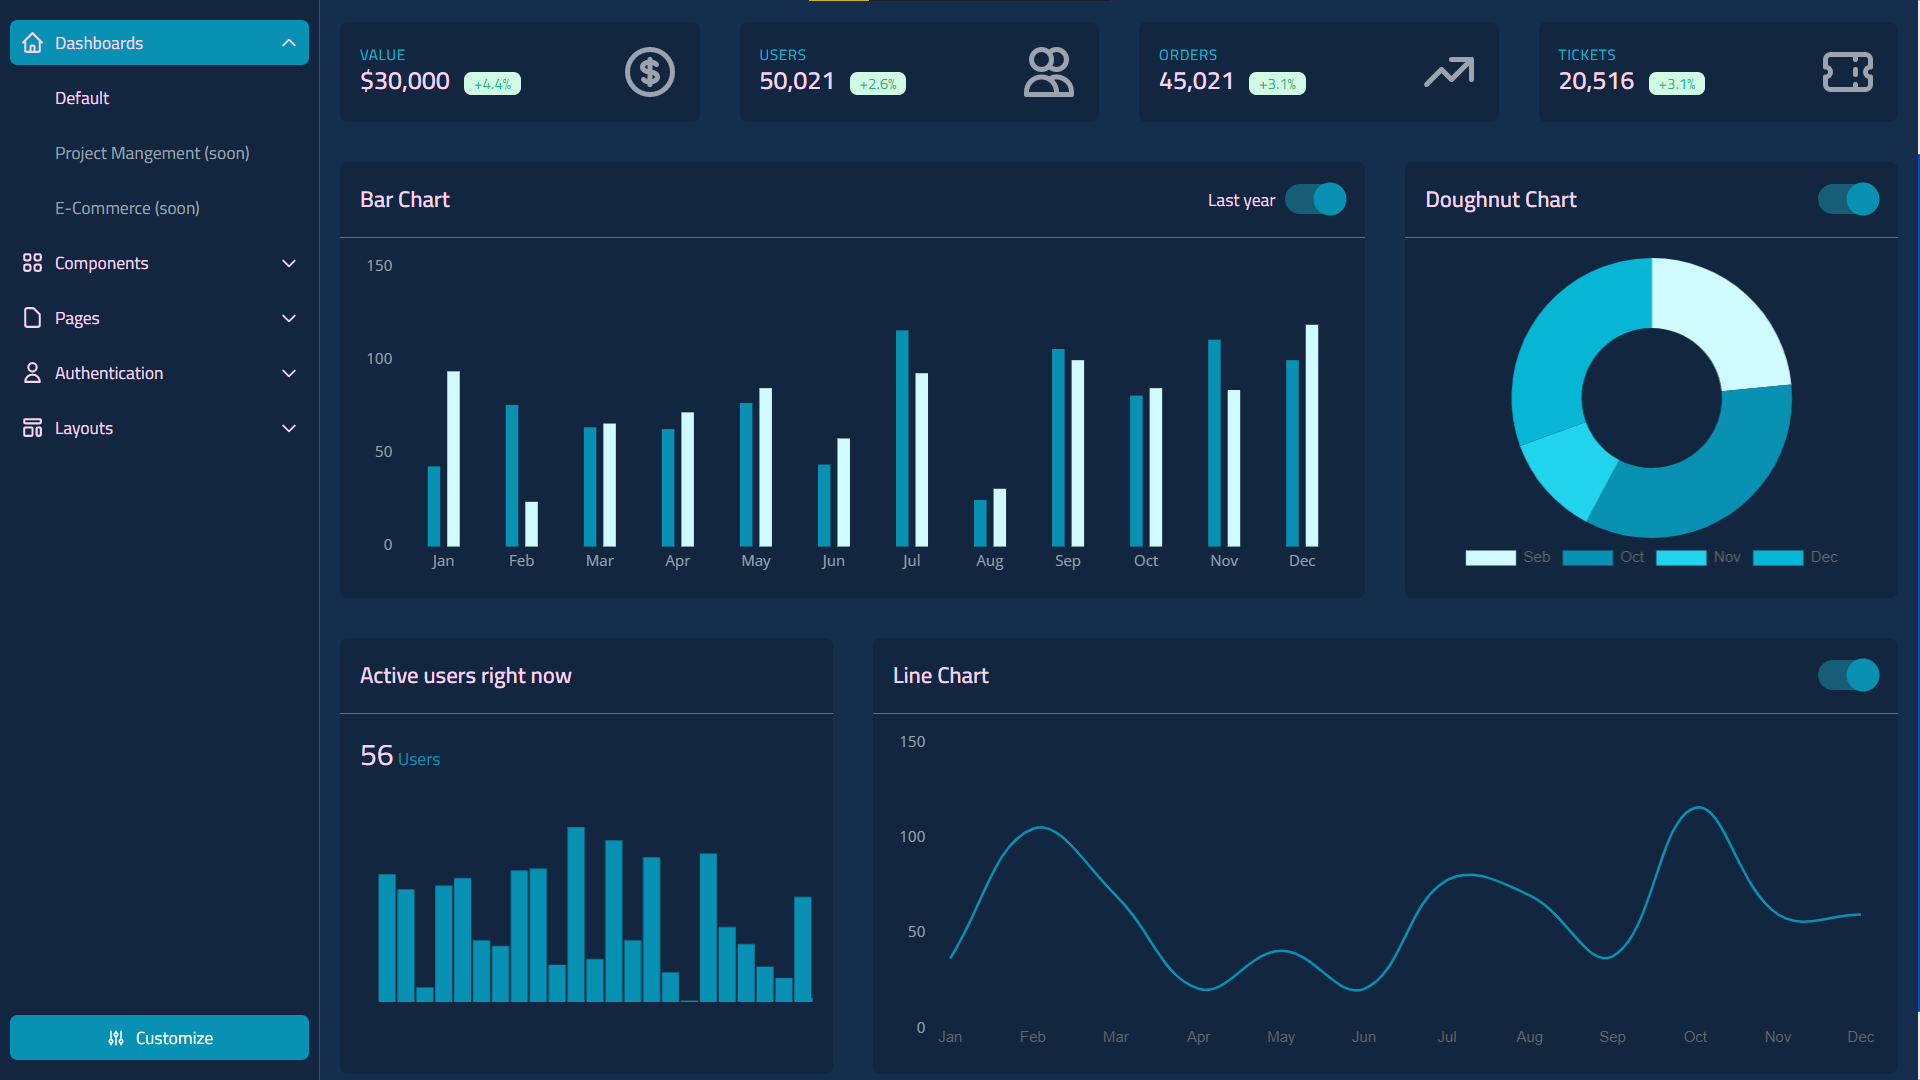 Dashboards
Default
Project Mangement (soon)
E-Commerce (soon)
Components
Pages
Authentication
Layouts
Customize
VALUE
$30,000 +4.4%
USERS
50,021 +2.6%
ORDERS
45,021 +3.1%
TICKETS
20,516 +3.1%
Bar Chart
Last year
150
100
50
0
Jan Feb Mar Apr May Jun Jul Aug Sep Oct Nov Dec
Doughnut Chart
Seb Oct Nov Dec
Active users right now
56 Users
Line Chart
150
100
50
0
Jan Feb Mar Apr May Jun Jul Aug Sep Oct Nov Dec